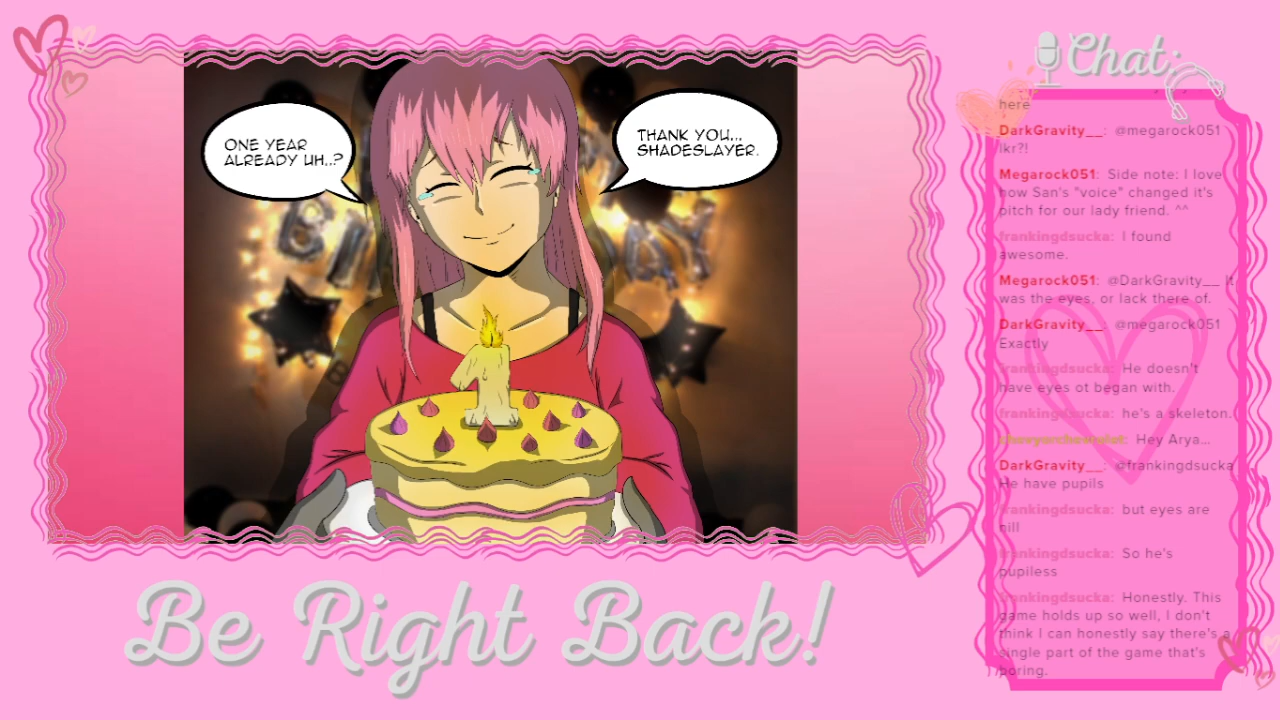 ONE YEAR
ALREADY UH..?
THANK YOU...
SHADESLAYER.
Be Right Back!
Chat
here
DarkGravity__: @megarock051
Ikr?!
Megarock051: Side note: I love
how San's "voice" changed it's
pitch for our lady friend. ^^
frankingdsucka: I found
awesome.
Megarock051: @DarkGravity__ It
was the eyes, or lack there of.
DarkGravity__: @megarock051
Exactly
frankingdsucka: He doesn't
have eyes ot began with.
frankingdsucka: he's a skeleton.
Hey Arya...
DarkGravity__: @frankingdsucka
He have pupils
frankingdsucka: but eyes are
nill
frankingdsucka: So he's
pupiless
frankingdsucka: Honestly. This
game holds up so well, I don't
think I can honestly say there's a
single part of the game that's
boring.